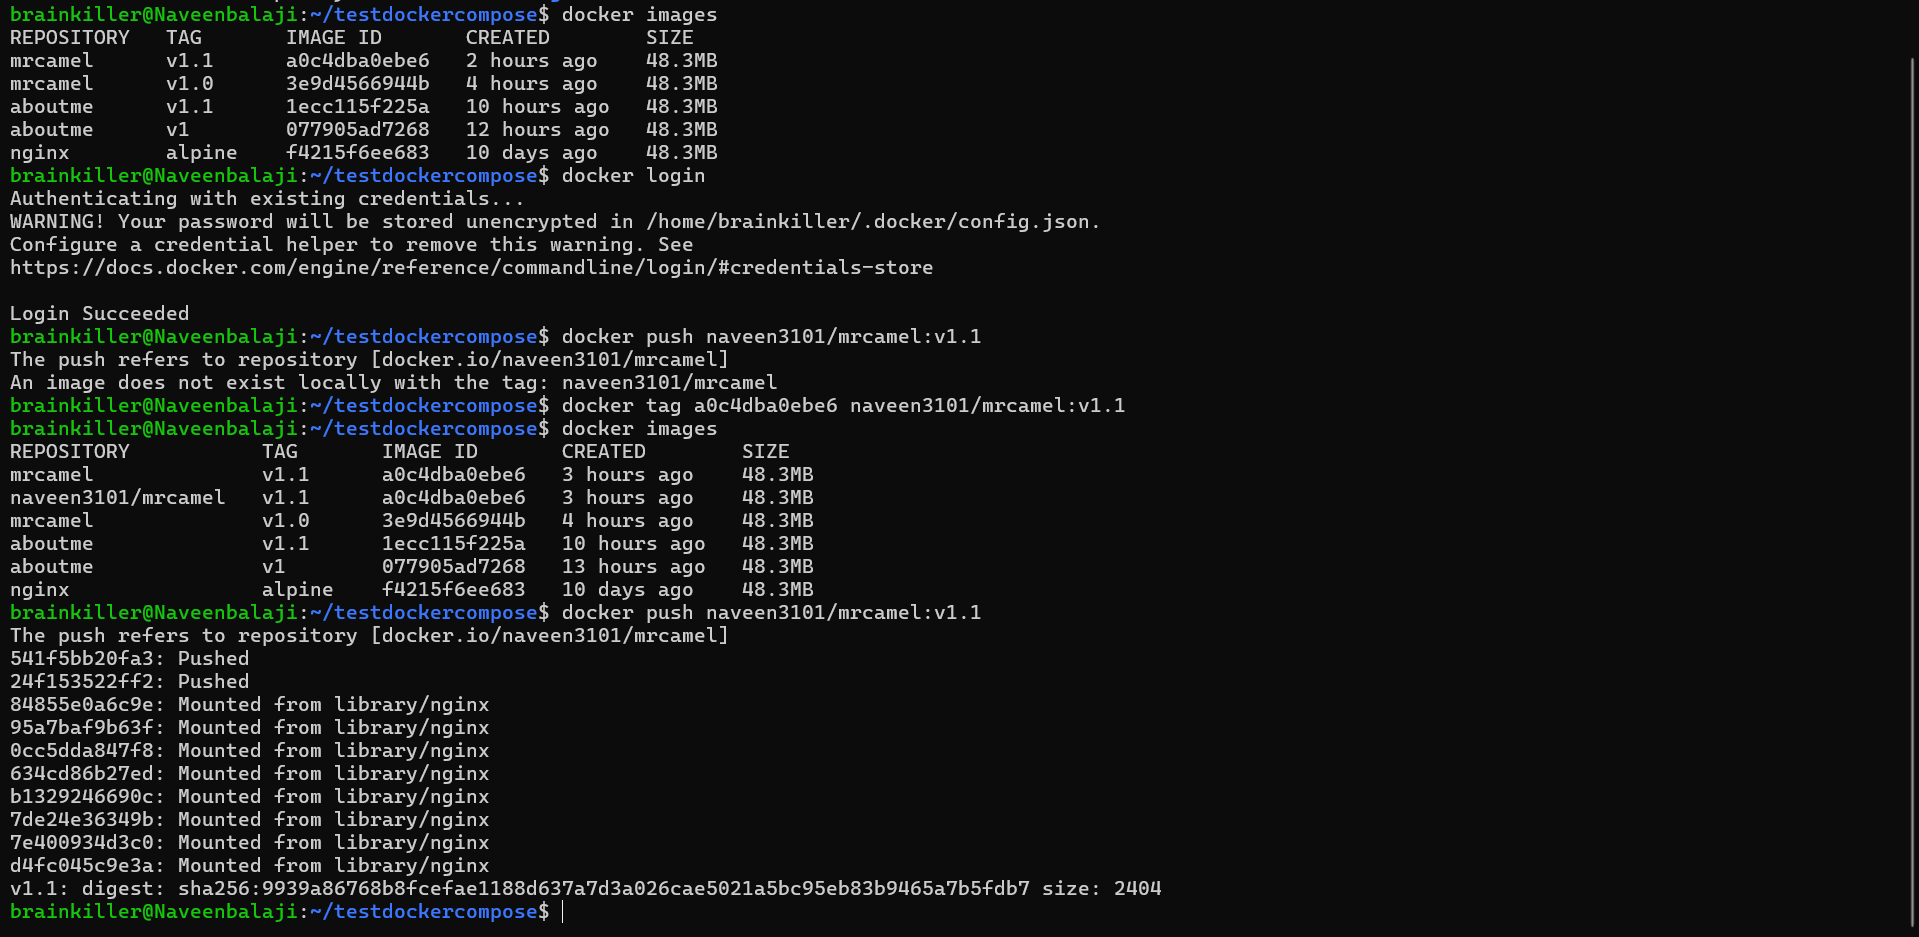 brainkiller@Naveenbalaji:~/testdockercompose$ docker images
REPOSITORY   TAG       IMAGE ID       CREATED        SIZE
mrcamel      v1.1      a0c4dba0ebe6   2 hours ago    48.3MB
mrcamel      v1.0      3e9d4566944b   4 hours ago    48.3MB
aboutme      v1.1      1ecc115f225a   10 hours ago   48.3MB
aboutme      v1        077905ad7268   12 hours ago   48.3MB
nginx        alpine    f4215f6ee683   10 days ago    48.3MB
brainkiller@Naveenbalaji:~/testdockercompose$ docker login
Authenticating with existing credentials...
WARNING! Your password will be stored unencrypted in /home/brainkiller/.docker/config.json.
Configure a credential helper to remove this warning. See
https://docs.docker.com/engine/reference/commandline/login/#credentials-store

Login Succeeded
brainkiller@Naveenbalaji:~/testdockercompose$ docker push naveen3101/mrcamel:v1.1
The push refers to repository [docker.io/naveen3101/mrcamel]
An image does not exist locally with the tag: naveen3101/mrcamel
brainkiller@Naveenbalaji:~/testdockercompose$ docker tag a0c4dba0ebe6 naveen3101/mrcamel:v1.1
brainkiller@Naveenbalaji:~/testdockercompose$ docker images
REPOSITORY           TAG       IMAGE ID       CREATED        SIZE
mrcamel              v1.1      a0c4dba0ebe6   3 hours ago    48.3MB
naveen3101/mrcamel   v1.1      a0c4dba0ebe6   3 hours ago    48.3MB
mrcamel              v1.0      3e9d4566944b   4 hours ago    48.3MB
aboutme              v1.1      1ecc115f225a   10 hours ago   48.3MB
aboutme              v1        077905ad7268   13 hours ago   48.3MB
nginx                alpine    f4215f6ee683   10 days ago    48.3MB
brainkiller@Naveenbalaji:~/testdockercompose$ docker push naveen3101/mrcamel:v1.1
The push refers to repository [docker.io/naveen3101/mrcamel]
541f5bb20fa3: Pushed
24f153522ff2: Pushed
84855e0a6c9e: Mounted from library/nginx
95a7baf9b63f: Mounted from library/nginx
0cc5dda847f8: Mounted from library/nginx
634cd86b27ed: Mounted from library/nginx
b1329246690c: Mounted from library/nginx
7de24e36349b: Mounted from library/nginx
7e400934d3c0: Mounted from library/nginx
d4fc045c9e3a: Mounted from library/nginx
v1.1: digest: sha256:9939a86768b8fcefae1188d637a7d3a026cae5021a5bc95eb83b9465a7b5fdb7 size: 2404
brainkiller@Naveenbalaji:~/testdockercompose$